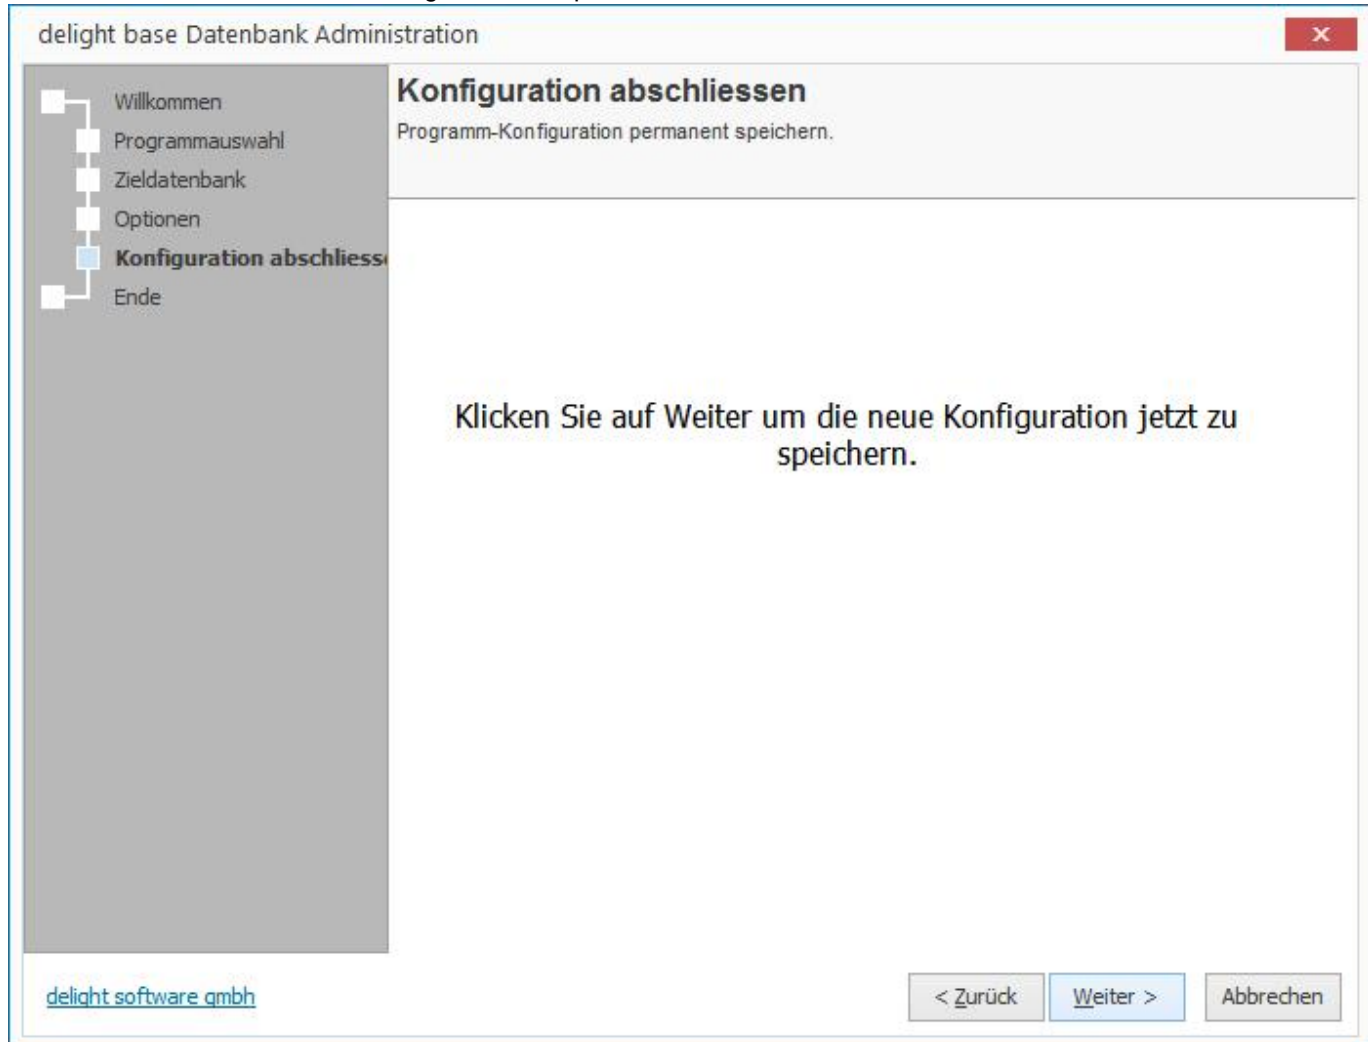 delight base Datenbank Administration
Willkommen
Programmauswahl
Zieldatenbank
Optionen
Konfiguration abschliess
Ende
Konfiguration abschliessen
Programm-Konfiguration permanent speichern.
Klicken Sie auf Weiter um die neue Konfiguration jetzt zu
speichern.
delight software gmbh
< Zurück
Weiter >
Abbrechen